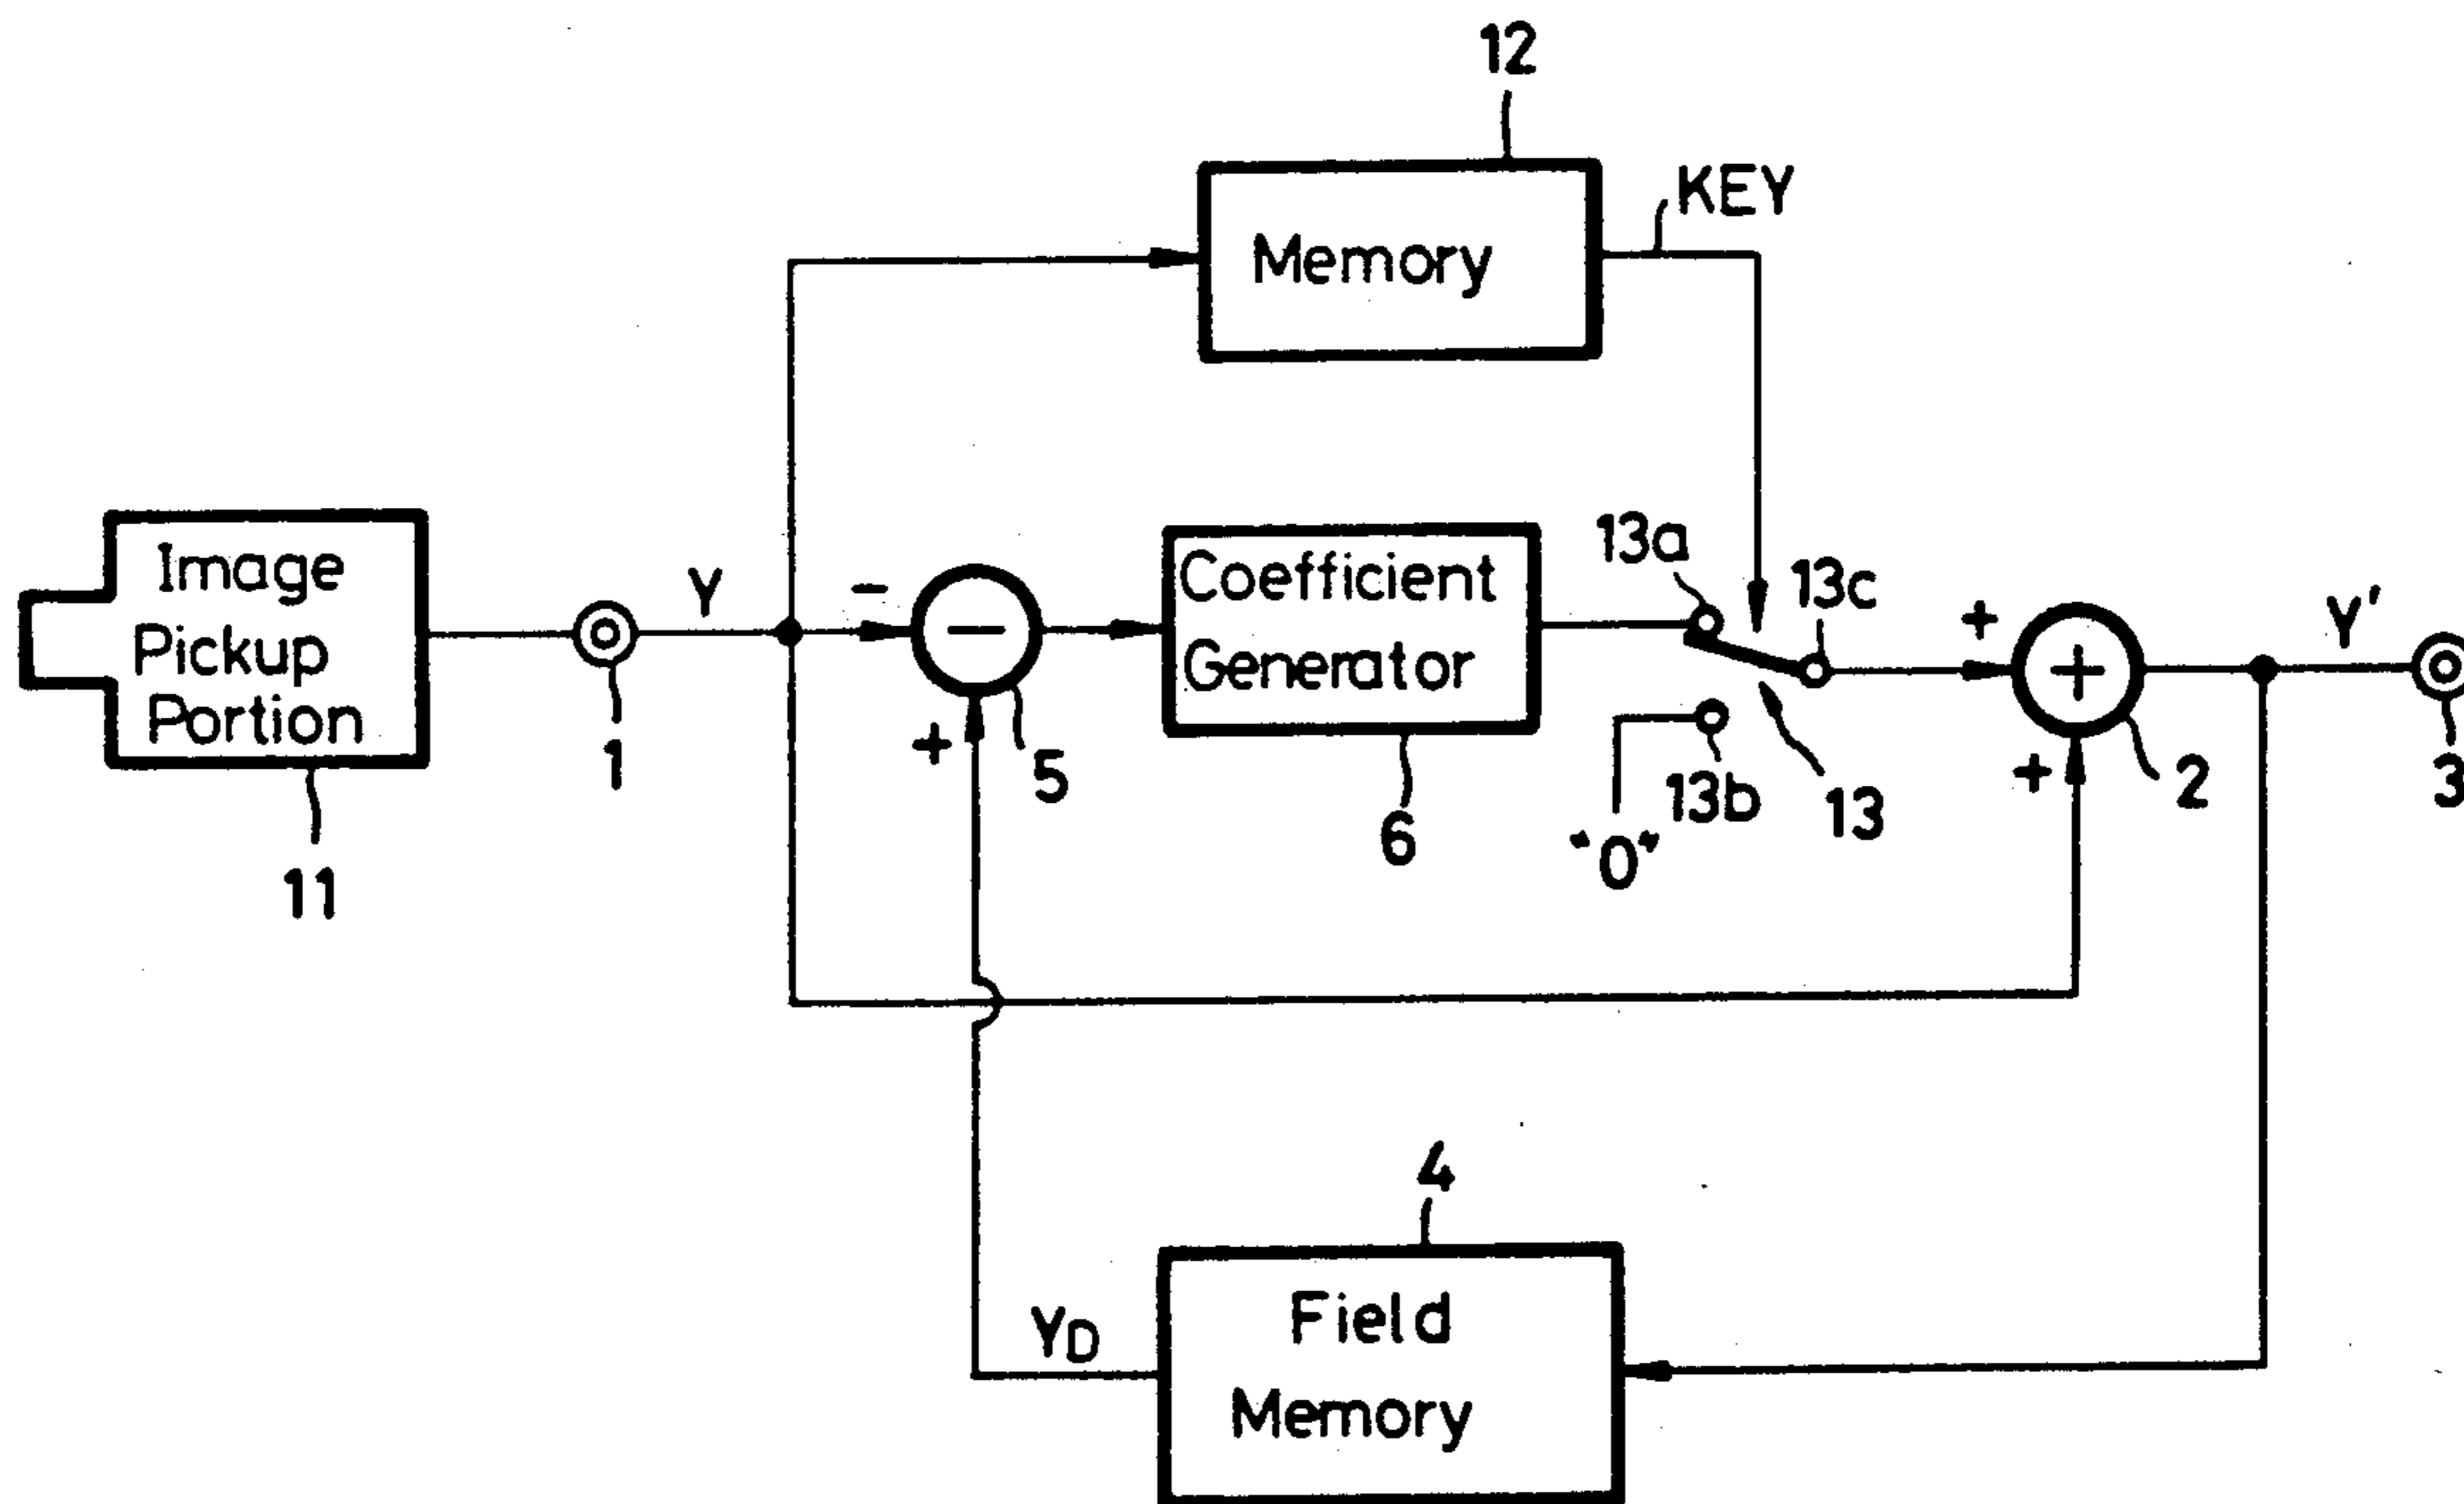 12
KEY
Memory
Image
Pickup
Portion
11
1
Y
-
-
+
5
Coefficient
Generator
6
13a
13c
13b
13
"0"
+
+
+
2
Y'
3
4
Field
Memory
YD